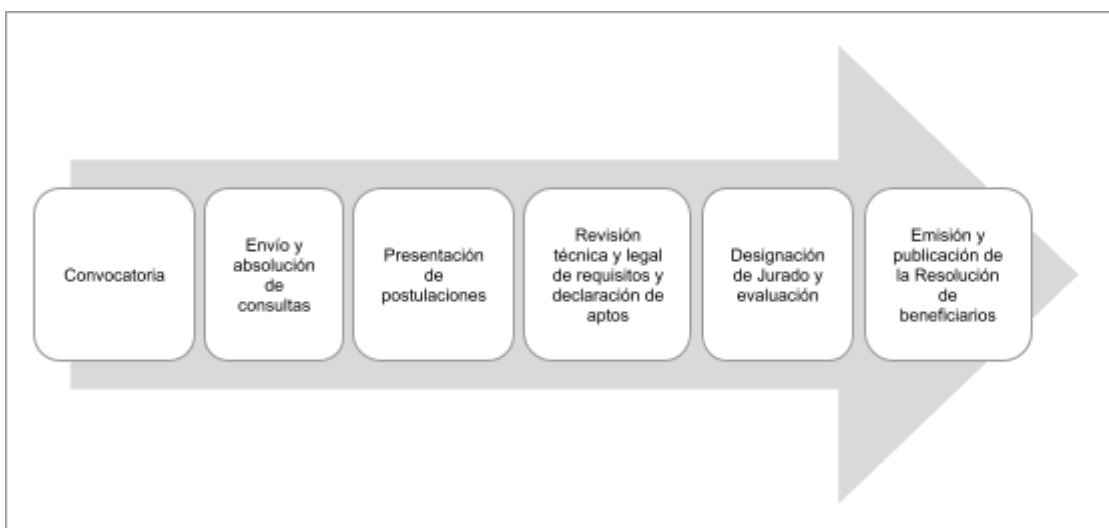 Convocatoria
Envío y
absolución
de
consultas
Presentación
de
postulaciones
Revisión
técnica y legal
de requisitos y
declaración de
aptos
Designación
de Jurado y
evaluación
Emisión y
publicación de
la Resolución
de
beneficiarios